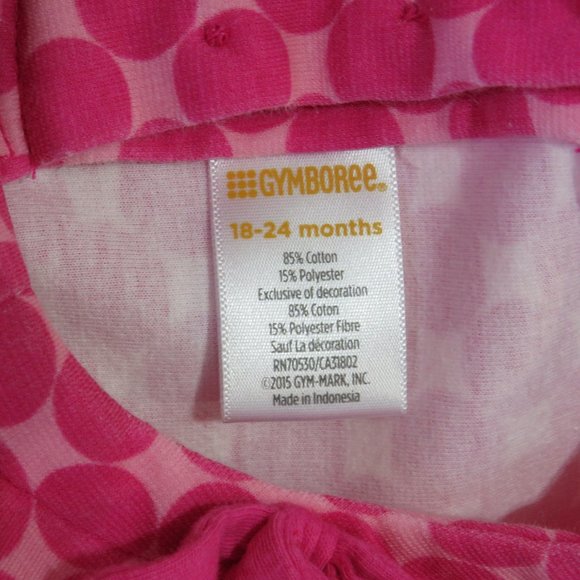 GYMBOREE®
18-24 months
85% Cotton
15% Polyester
Exclusive of decoration
85% Coton
15% Polyester Fibre
Sauf La décoration
RN70530/CA31802
©2015 GYM-MARK, INC.
Made in Indonesia